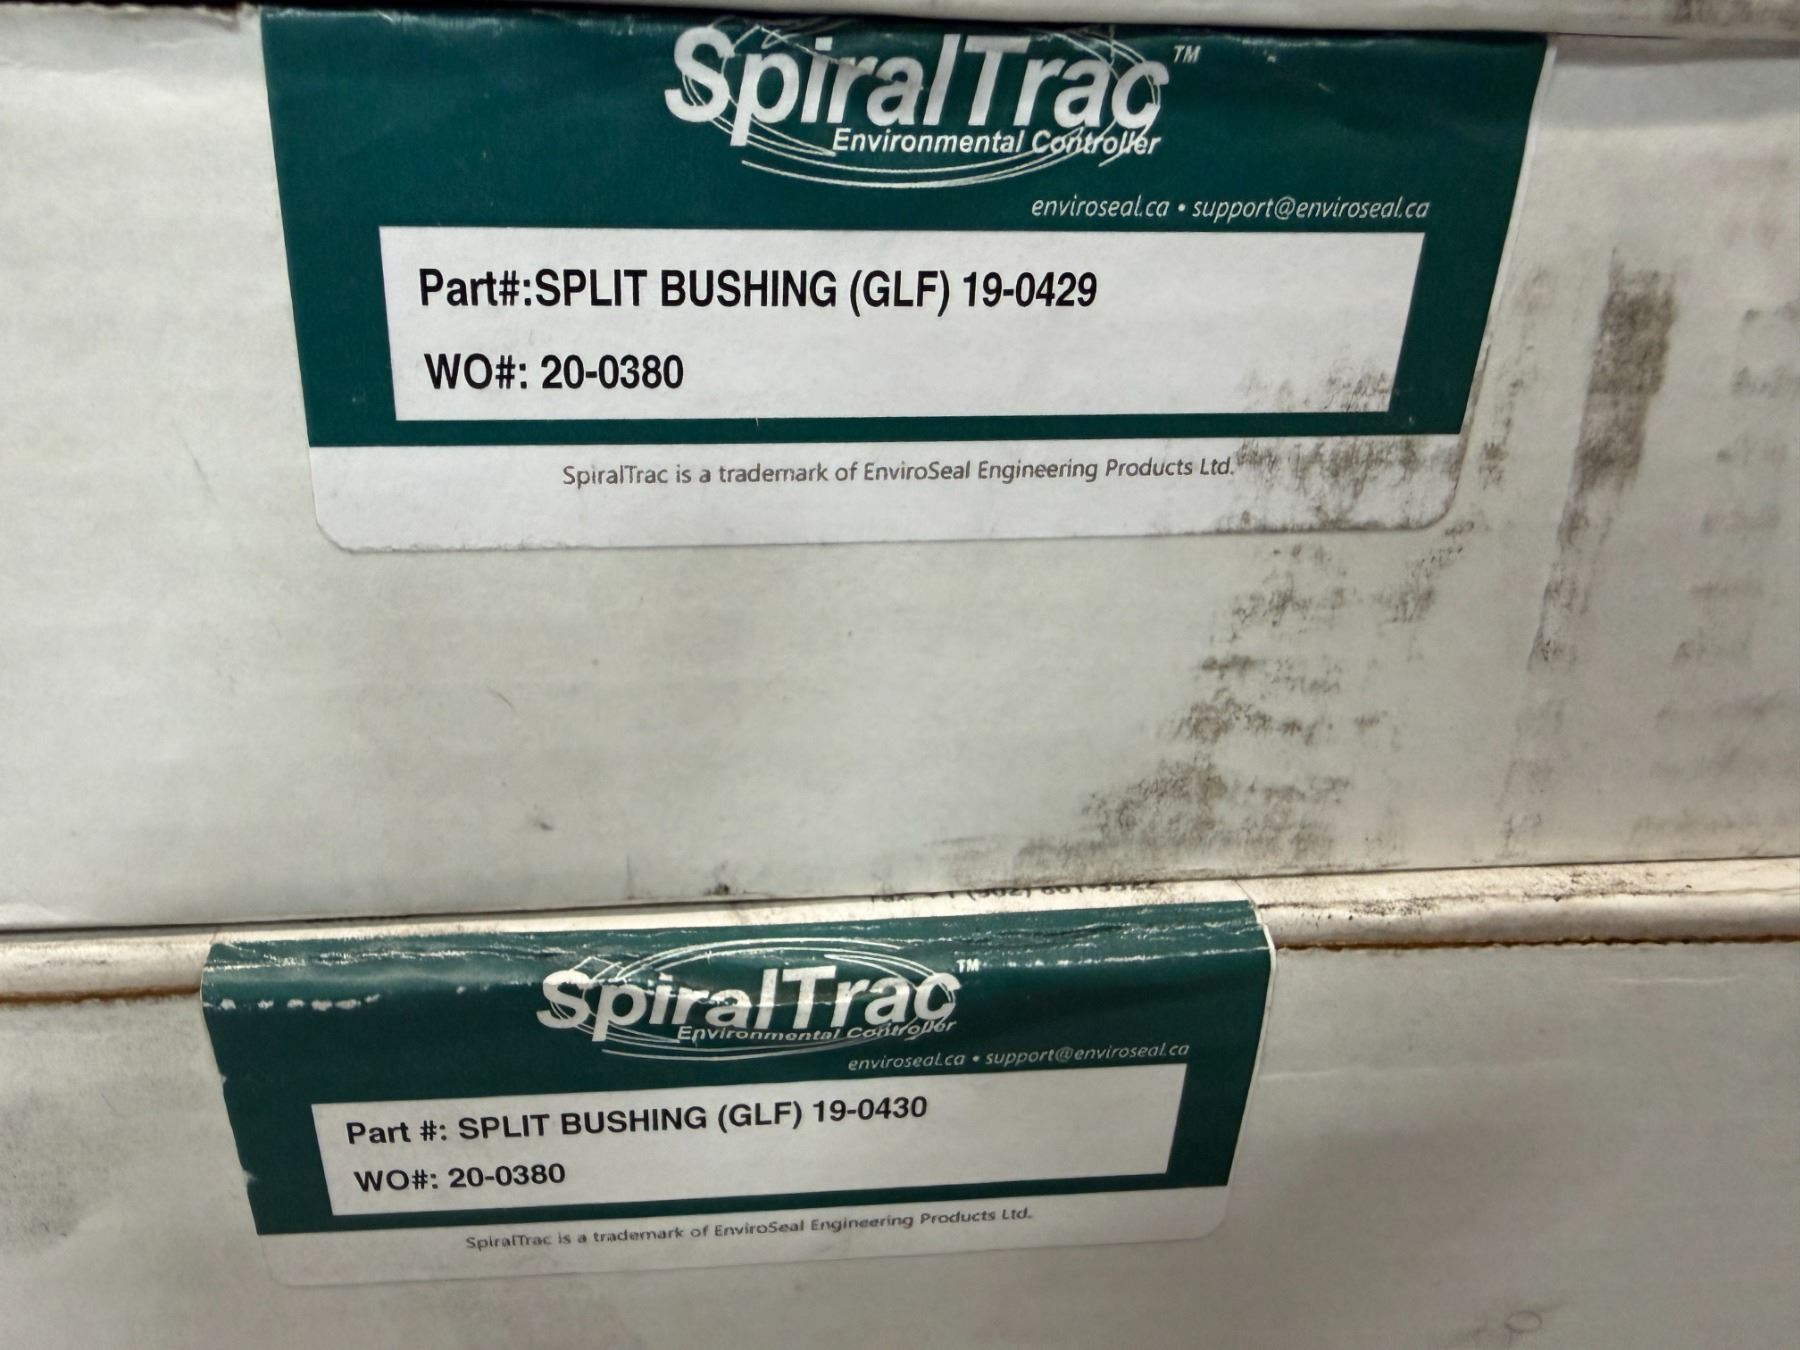 SpiralTrac™
Environmental Controller
enviroseal.ca • support@enviroseal.ca
Part#:SPLIT BUSHING (GLF) 19-0429
WO#: 20-0380
SpiralTrac is a trademark of EnviroSeal Engineering Products Ltd.
SpiralTrac™
Environmental Controller
enviroseal.ca • support@enviroseal.ca
Part #: SPLIT BUSHING (GLF) 19-0430
WO#: 20-0380
SpiralTrac is a trademark of EnviroSeal Engineering Products Ltd.